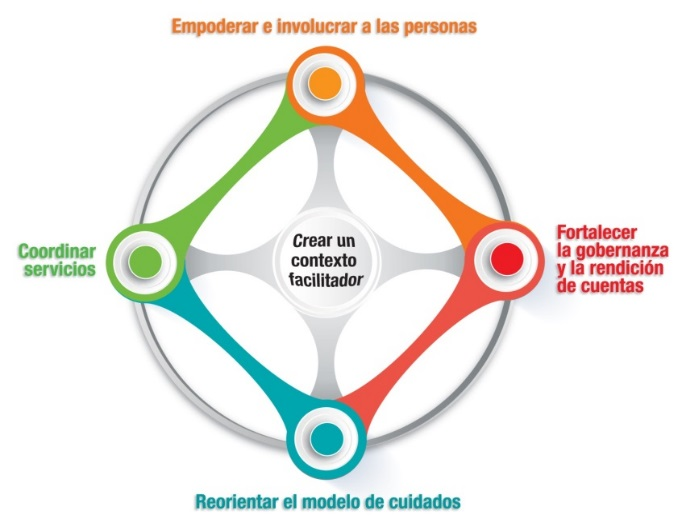 Empoderar e involucrar a las personas
Coordinar
servicios
Crear un
contexto
facilitador
Fortalecer
la gobernanza
y la rendición
de cuentas
Reorientar el modelo de cuidados